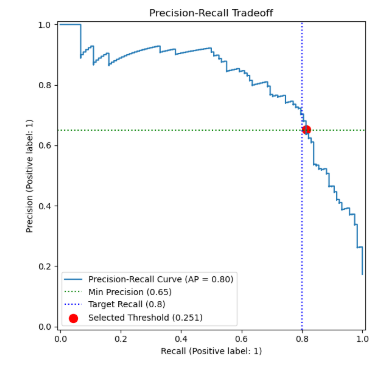 Precision-Recall Tradeoff
1.0
0.8
0.6
0.4
0.2
0.0
Precision (Positive label: 1)
Precision-Recall Curve (AP = 0.80)
Min Precision (0.65)
Target Recall (0.8)
Selected Threshold (0.251)
0.0 0.2 0.4 0.6 0.8 1.0
Recall (Positive label: 1)